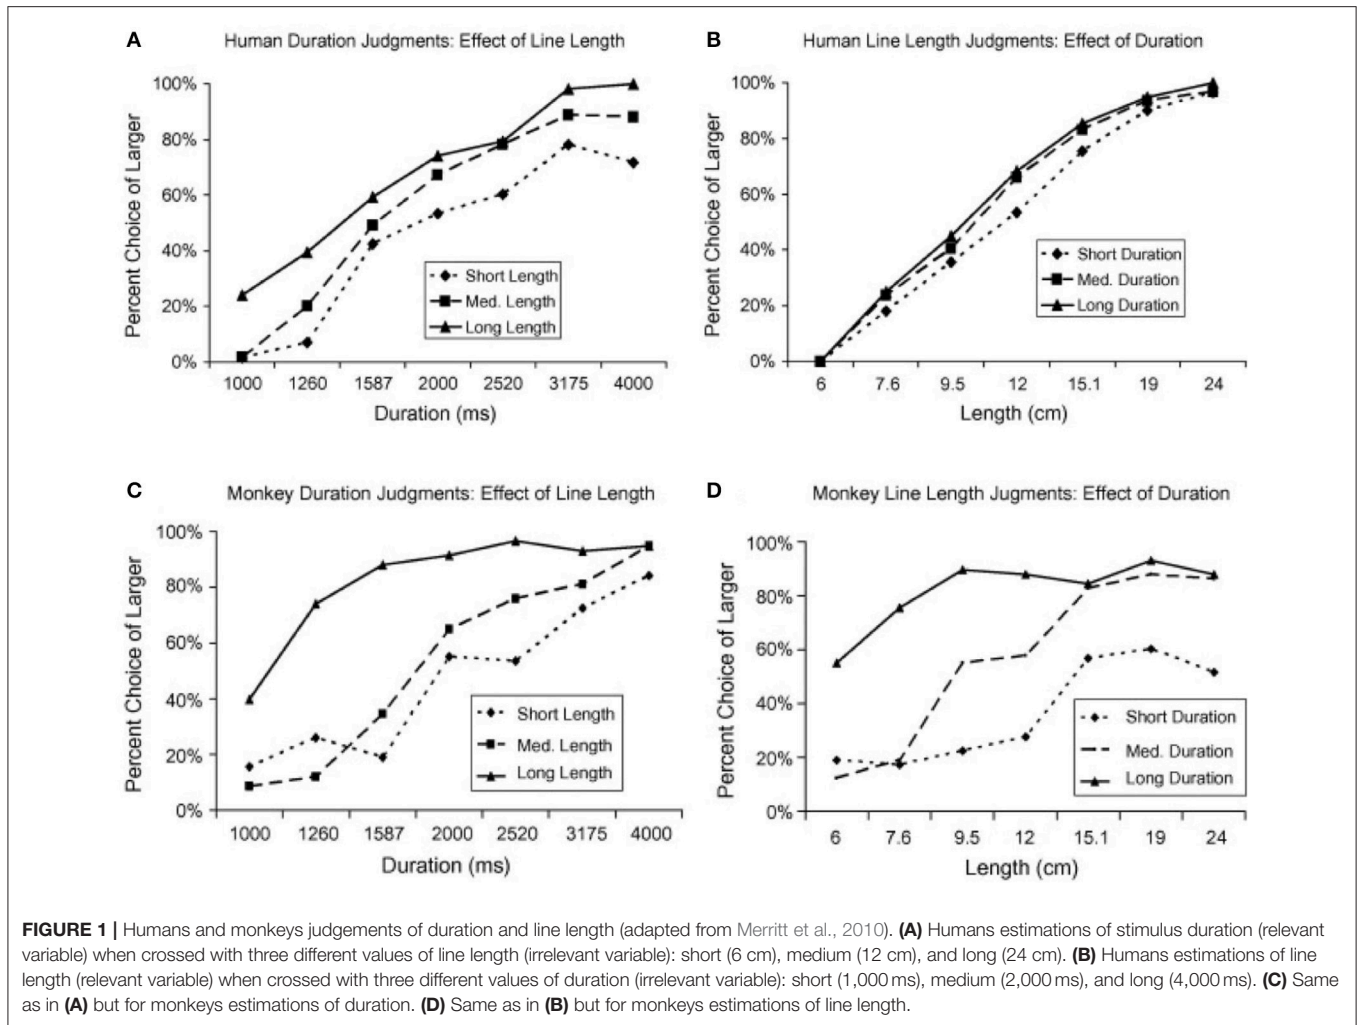 A
Human Duration Judgments: Effect of Line Length
Percent Choice of Larger
100%
80%
60%
40%
20%
0%
Short Length
Med. Length
Long Length
1000 1260 1587 2000 2520 3175 4000
Duration (ms)
B
Human Line Length Judgments: Effect of Duration
Percent Choice of Larger
100%
80%
60%
40%
20%
0%
Short Duration
Med. Duration
Long Duration
6 7.6 9.5 12 15.1 19 24
Length (cm)
C
Monkey Duration Judgments: Effect of Line Length
Percent Choice of Larger
100%
80%
60%
40%
20%
0%
Short Length
Med. Length
Long Length
1000 1260 1587 2000 2520 3175 4000
Duration (ms)
D
Monkey Line Length Jugments: Effect of Duration
Percent Choice of Larger
100%
80%
60%
40%
20%
0%
Short Duration
Med. Duration
Long Duration
6 7.6 9.5 12 15.1 19 24
Length (cm)
FIGURE 1 | Humans and monkeys judgements of duration and line length (adapted from Merritt et al., 2010). (A) Humans estimations of stimulus duration (relevant
variable) when crossed with three different values of line length (irrelevant variable): short (6 cm), medium (12 cm), and long (24 cm). (B) Humans estimations of line
length (relevant variable) when crossed with three different values of duration (irrelevant variable): short (1,000 ms), medium (2,000 ms), and long (4,000 ms). (C) Same
as in (A) but for monkeys estimations of duration. (D) Same as in (B) but for monkeys estimations of line length.